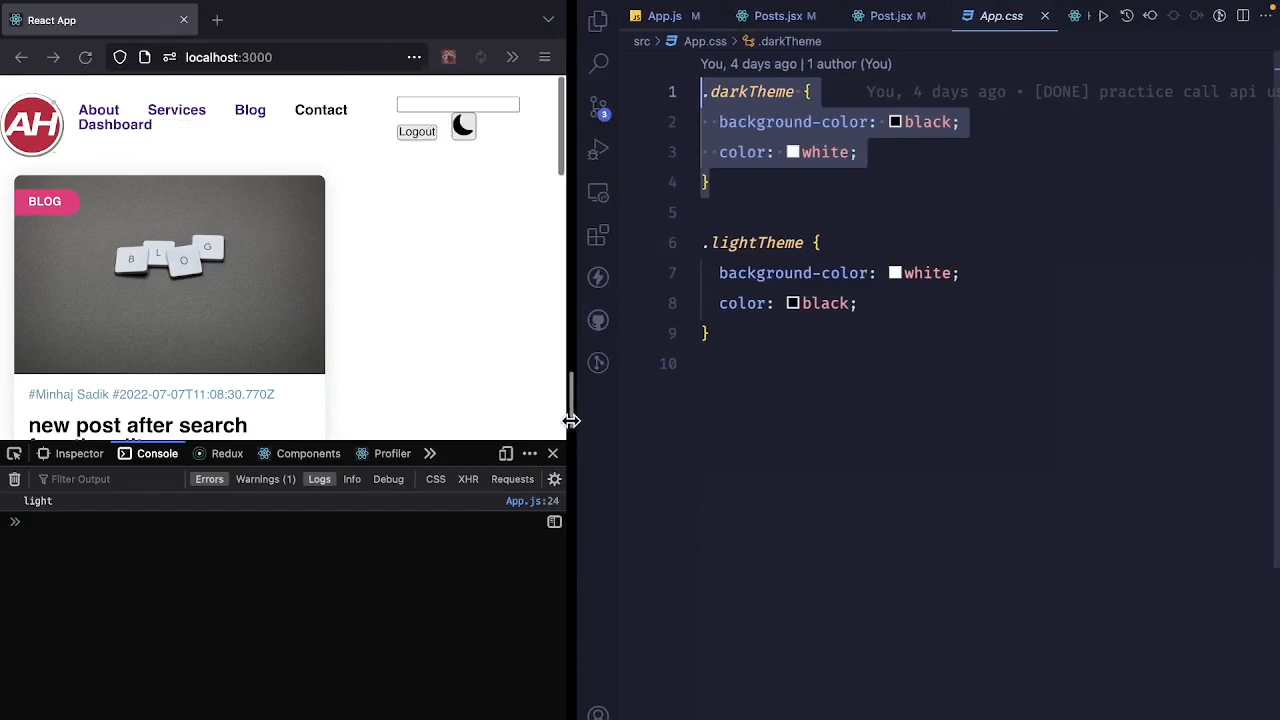 React App
localhost:3000
AH
About Services Blog Contact
Dashboard
Logout
BLOG
B L O G
#Minhaj Sadik #2022-07-07T11:08:30.770Z
new post after search
Inspector Console Redux Components Profiler
Filter Output Errors Warnings (1) Logs Info Debug CSS XHR Requests
light App.js:24
App.js M Posts.jsx M Post.jsx M App.css
src > App.css > .darkTheme
You, 4 days ago | 1 author (You)
1 .darkTheme { You, 4 days ago • [DONE] practice call api us
2 background-color: black;
3 color: white;
4 }
5
6 .lightTheme {
7 background-color: white;
8 color: black;
9 }
10
3